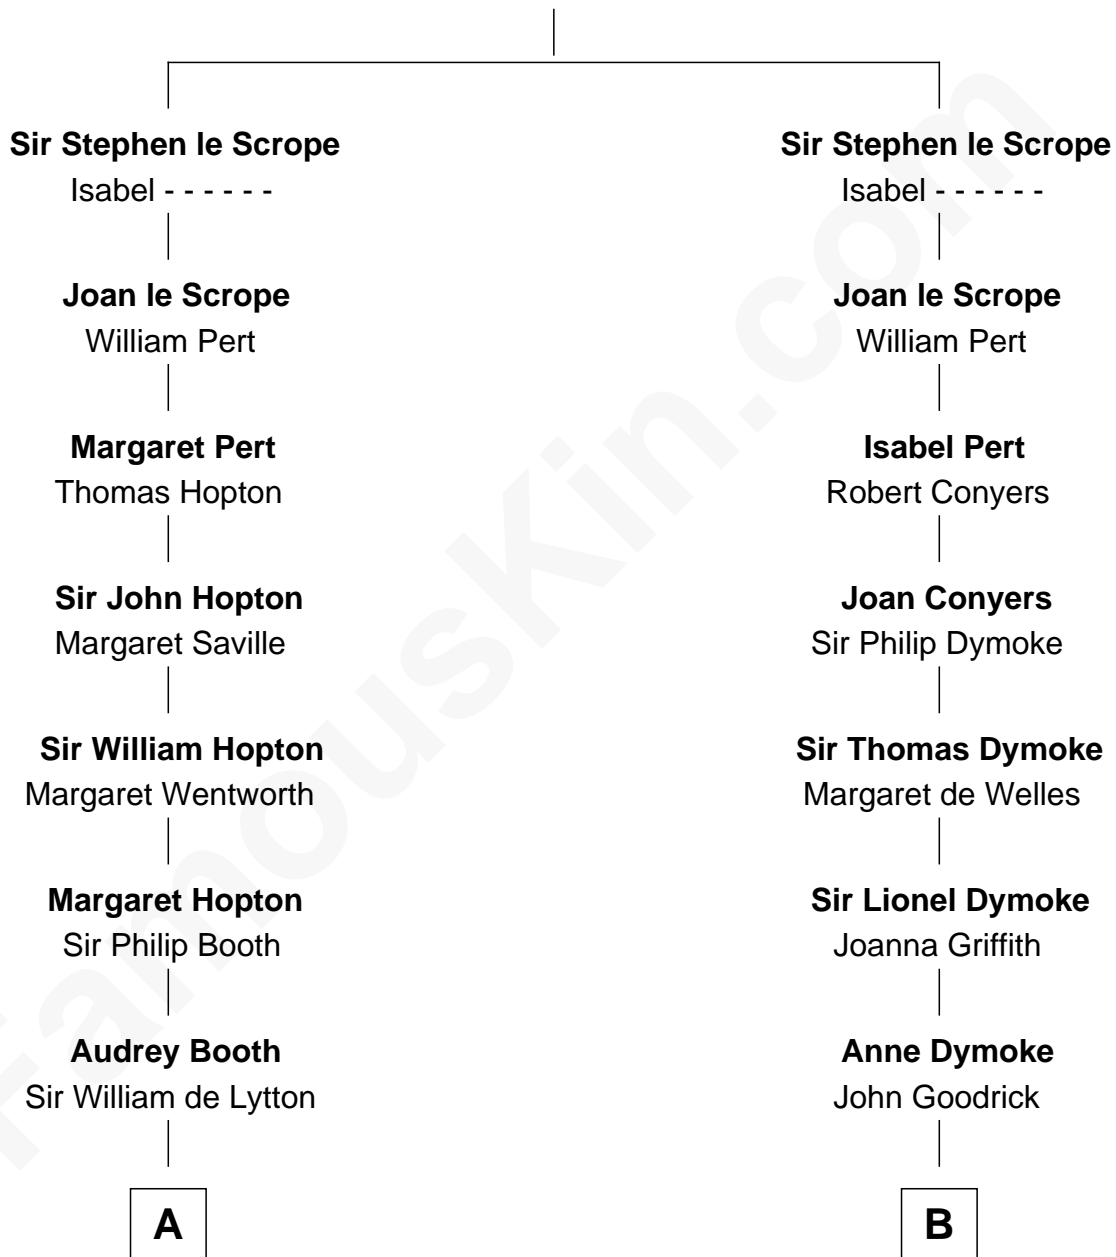 Sir Stephen le Scrope
Isabel - - - - - -
Joan le Scrope
William Pert
Margaret Pert
Thomas Hopton
Sir John Hopton
Margaret Saville
Sir William Hopton
Margaret Wentworth
Margaret Hopton
Sir Philip Booth
Audrey Booth
Sir William de Lytton
A
Sir Stephen le Scrope
Isabel - - - - - -
Joan le Scrope
William Pert
Isabel Pert
Robert Conyers
Joan Conyers
Sir Philip Dymoke
Sir Thomas Dymoke
Margaret de Welles
Sir Lionel Dymoke
Joanna Griffith
Anne Dymoke
John Goodrick
B
FamousKin.com